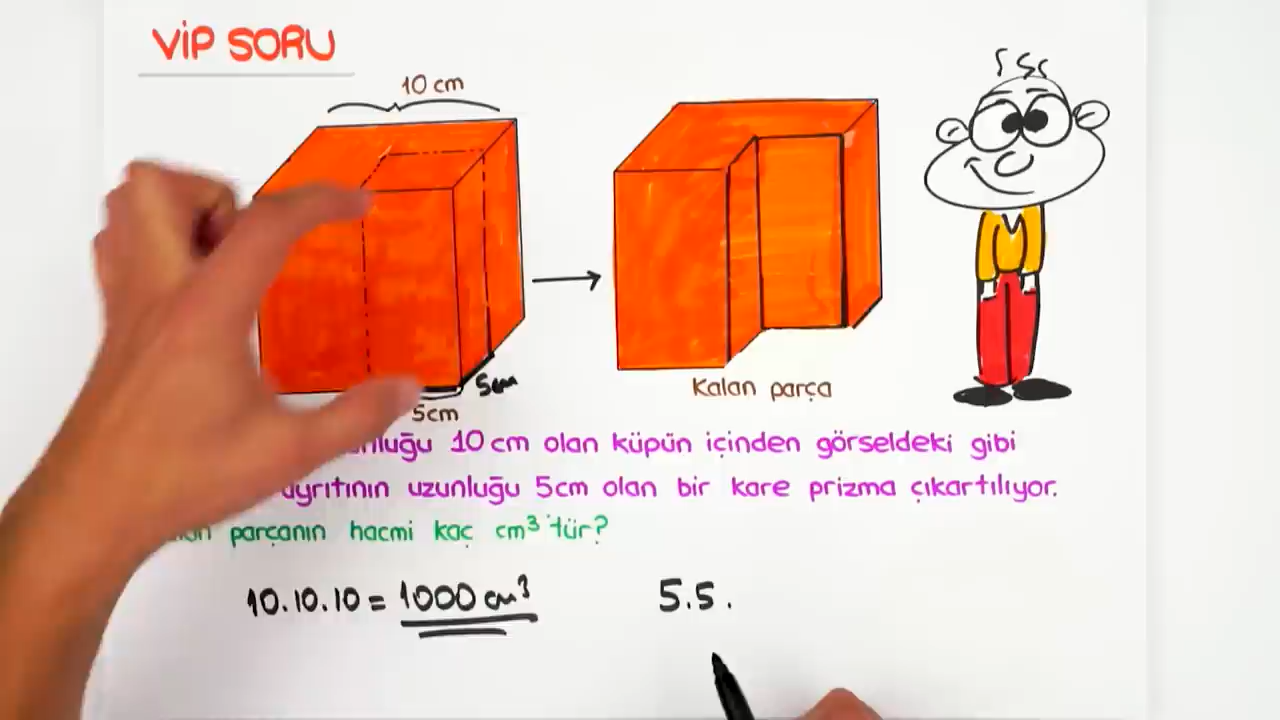 VİP SORU
10 cm
5cm
5cm
Kalan parça
10 cm olan küpün içinden görseldeki gibi
ayrıtının uzunluğu 5cm olan bir kare prizma çıkartılıyor.
parçanın hacmi kaç cm³ tür?
10.10.10 = 1000 cm³
5.5.